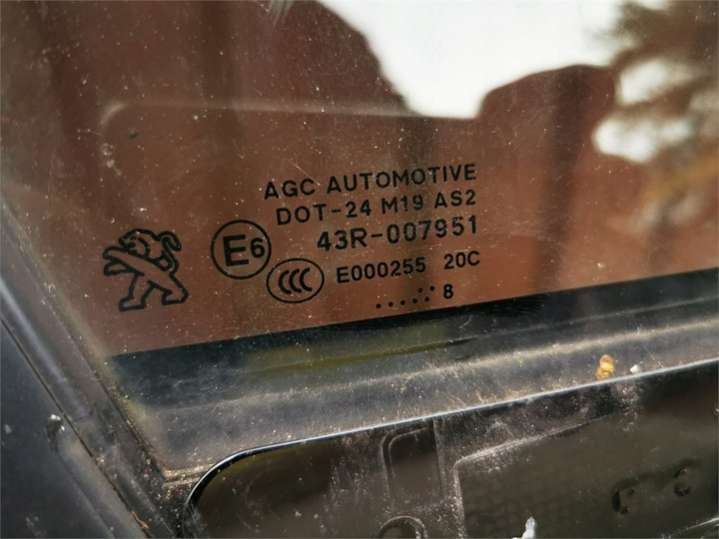 AGC AUTOMOTIVE
DOT-24 M19 AS2
43R-007951
E6
CCC
E000255 20C
...... 8